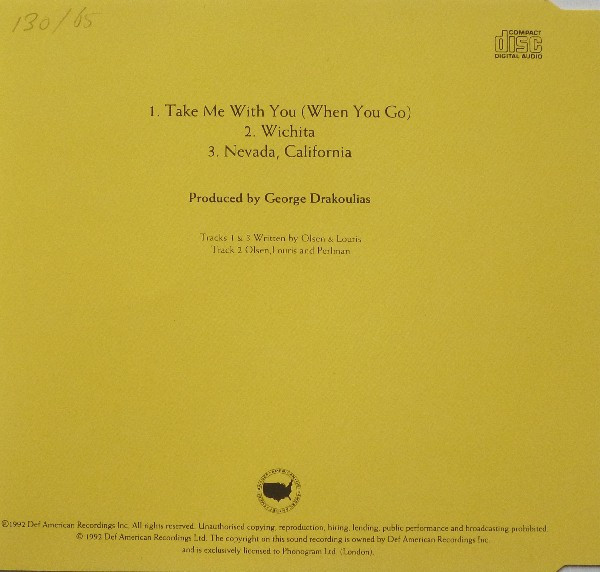 130/65
COMPACT
disc
DIGITAL AUDIO
1. Take Me With You (When You Go)
2. Wichita
3. Nevada, California
Produced by George Drakoulias
Tracks 1 & 3 Written by Olsen & Louris
Track 2 Olsen, Louris and Perlman
℗1992 Def American Recordings Inc. All rights reserved. Unauthorised copying, reproduction, hiring, lending, public performance and broadcasting prohibited.
© 1992 Def American Recordings Ltd. The copyright on this sound recording is owned by Def American Recordings Inc.
and is exclusively licensed to Phonogram Ltd. (London).